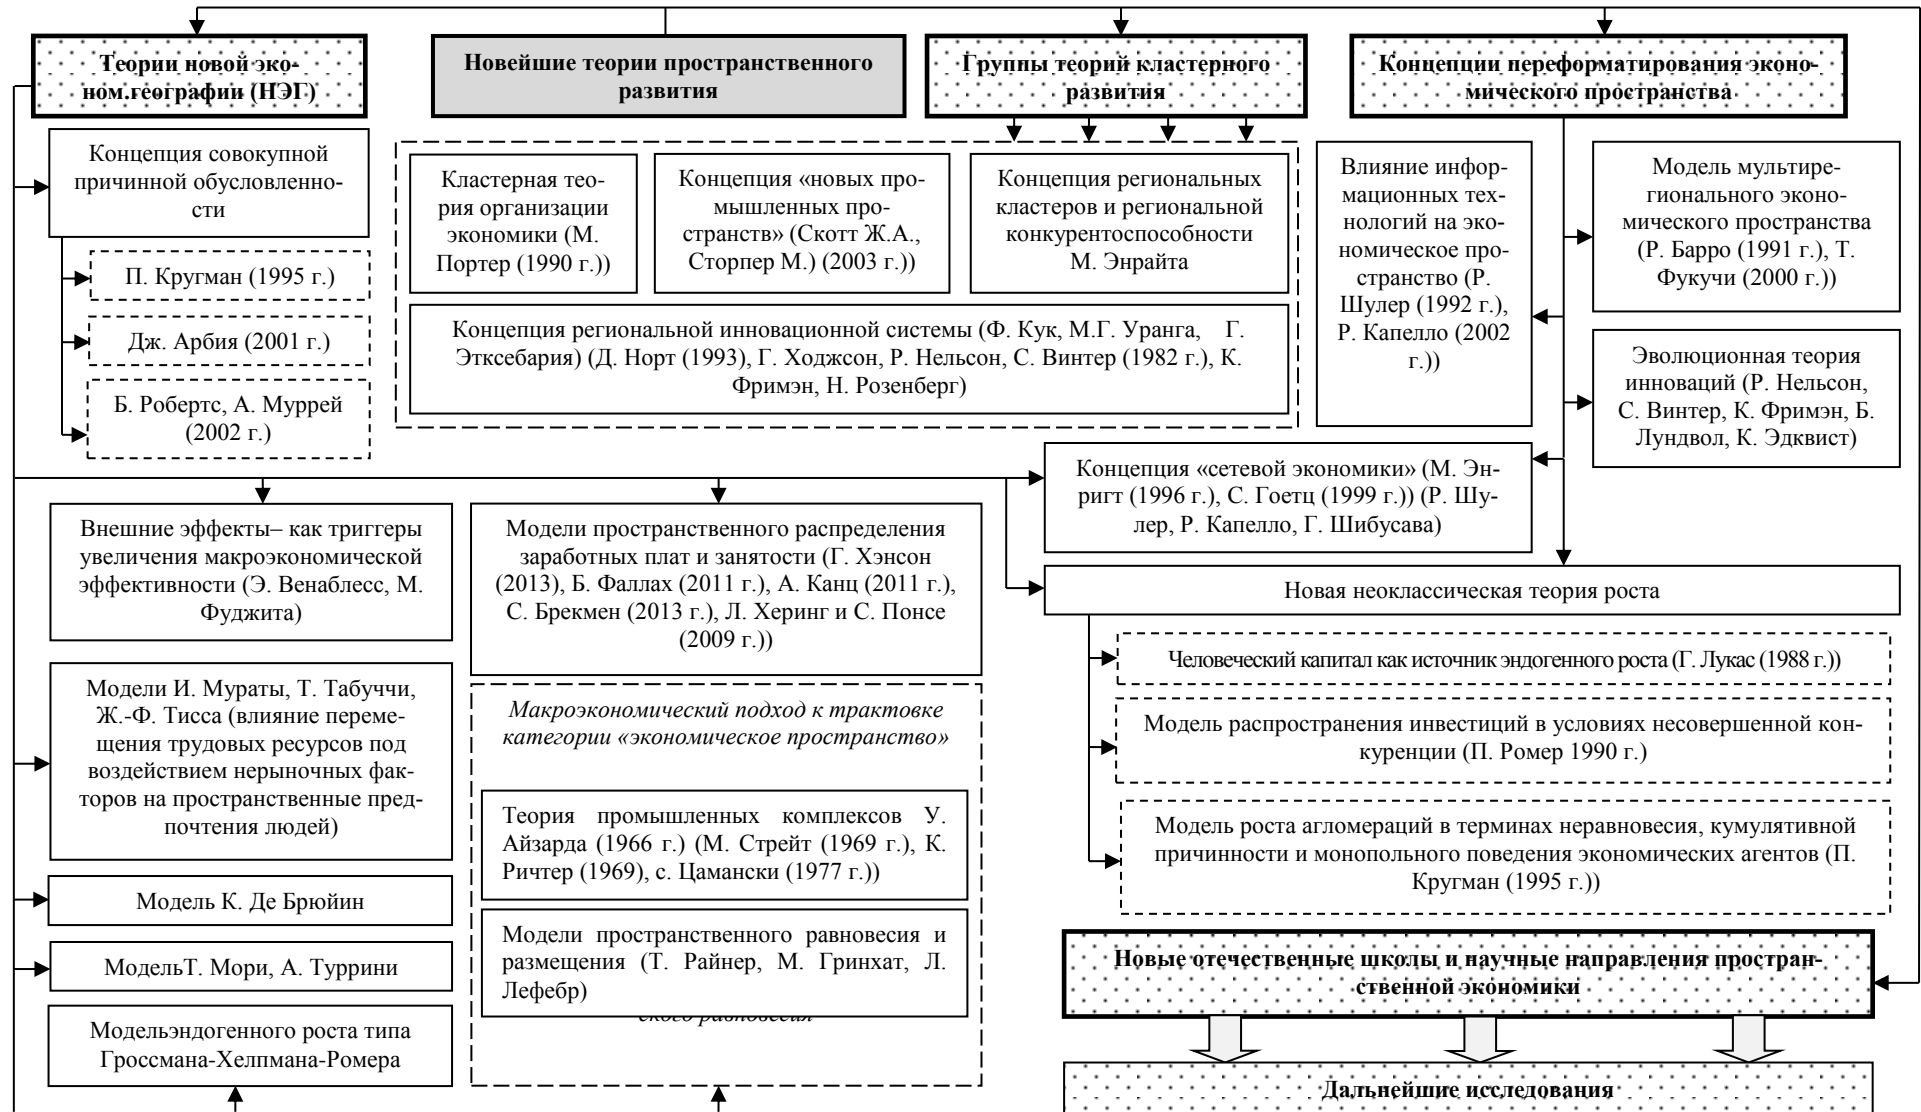 Теории новой эко-
ном.географии (НЭГ)
Новейшие теории пространственного
развития
Группы теорий кластерного
развития
Концепции переформатирования эконо-
мического пространства
Концепция совокупной
причинной обусловленно-
сти
П. Кругман (1995 г.)
Дж. Арбия (2001 г.)
Б. Робертс, А. Муррей
(2002 г.)
Кластерная тео-
рия организации
экономики (М.
Портер (1990 г.))
Концепция «новых про-
мышленных про-
странств» (Скотт Ж.А.,
Сторпер М.) (2003 г.))
Концепция региональных
кластеров и региональной
конкурентоспособности
М. Энрайта
Концепция региональной инновационной системы (Ф. Кук, М.Г. Уранга, Г.
Этксебария) (Д. Норт (1993), Г. Ходжсон, Р. Нельсон, С. Винтер (1982 г.), К.
Фримэн, Н. Розенберг)
Влияние инфор-
мационных тех-
нологий на эко-
номическое про-
странство (Р.
Шулер (1992 г.),
Р. Капелло (2002
г.))
Модель мультире-
гионального эконо-
мического пространства
(Р. Барро (1991 г.), Т.
Фукучи (2000 г.))
Эволюционная теория
инноваций (Р. Нельсон,
С. Винтер, К. Фримэн, Б.
Лундвол, К. Эдквист)
Концепция «сетевой экономики» (М. Эн-
ригт (1996 г.), С. Гоетц (1999 г.)) (Р. Шу-
лер, Р. Капелло, Г. Шибусава)
Внешние эффекты– как триггеры
увеличения макроэкономической
эффективности (Э. Венаблесс, М.
Фуджита)
Модели пространственного распределения
заработных плат и занятости (Г. Хэнсон
(2013), Б. Фаллах (2011 г.), А. Канц (2011 г.),
С. Брекмен (2013 г.), Л. Херинг и С. Понсе
(2009 г.))
Новая неоклассическая теория роста
Человеческий капитал как источник эндогенного роста (Г. Лукас (1988 г.))
Модель распространения инвестиций в условиях несовершенной кон-
куренции (П. Ромер 1990 г.)
Модель роста агломераций в терминах неравновесия, кумулятивной
причинности и монопольного поведения экономических агентов (П.
Кругман (1995 г.))
Модели И. Мураты, Т. Табуччи,
Ж.-Ф. Тисса (влияние переме-
щения трудовых ресурсов под
воздействием нерыночных фак-
торов на пространственные пред-
почтения людей)
Модель К. Де Брюйин
МодельТ. Мори, А. Туррини
Модельэндогенного роста типа
Гроссмана-Хелпмана-Ромера
Макроэкономический подход к трактовке
категории «экономическое пространство»
Теория промышленных комплексов У.
Айзарда (1966 г.) (М. Стрейт (1969 г.), К.
Ричтер (1969), с. Цамански (1977 г.))
Модели пространственного равновесия и
размещения (Т. Райнер, М. Гринхат, Л.
Лефебр)
Новые отечественные школы и научные направления простран-
ственной экономики
Дальнейшие исследования